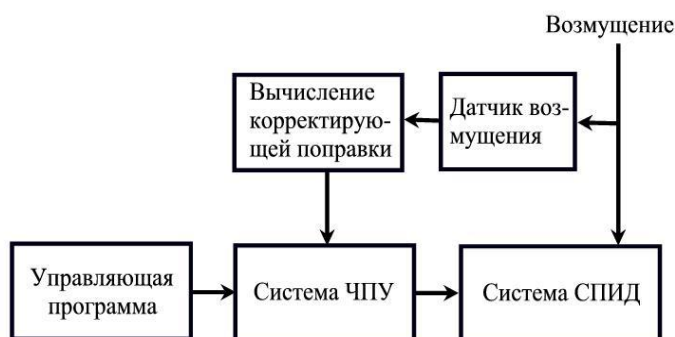 Возмущение
Вычисление
корректирую-
щей поправки
Датчик воз-
мущения
Управляющая
программа
Система ЧПУ
Система СПИД